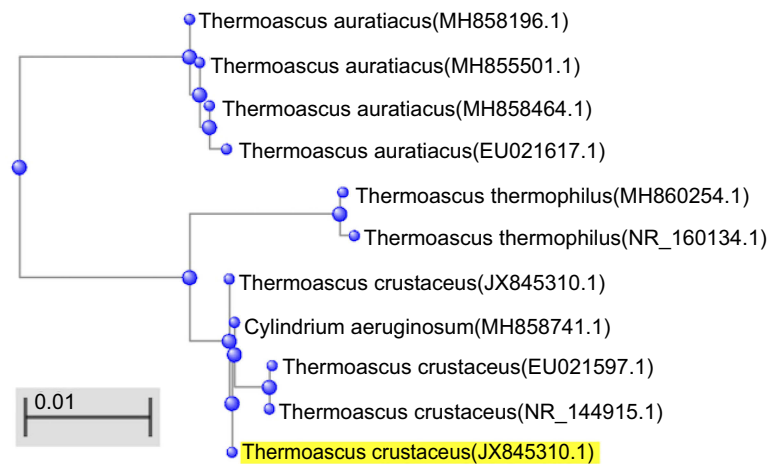 Thermoascus auratiacus(MH858196.1)
Thermoascus auratiacus(MH855501.1)
Thermoascus auratiacus(MH858464.1)
Thermoascus auratiacus(EU021617.1)
Thermoascus thermophilus(MH860254.1)
Thermoascus thermophilus(NR_160134.1)
Thermoascus crustaceus(JX845310.1)
Cylindrium aeruginosum(MH858741.1)
Thermoascus crustaceus(EU021597.1)
0.01
Thermoascus crustaceus(NR_144915.1)
Thermoascus crustaceus(JX845310.1)